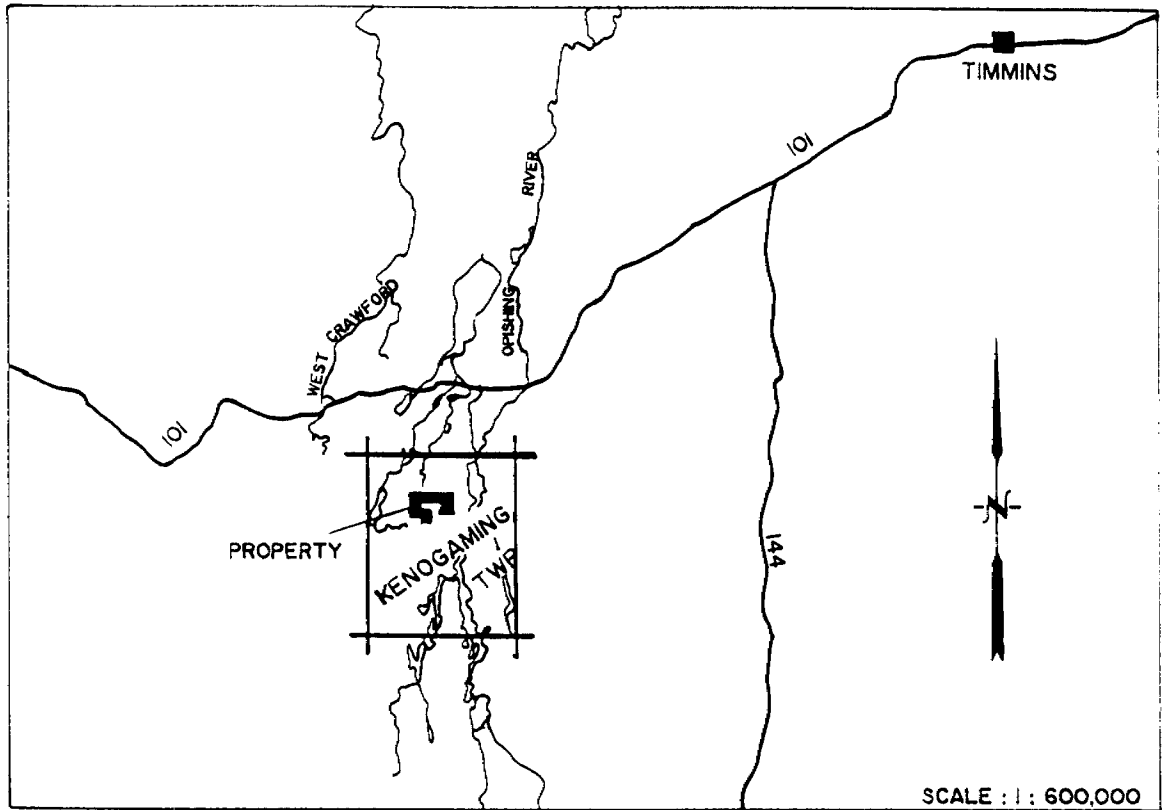 TIMMINS
101
RIVER
OPISHING
WEST CRAWFORD
101
PROPERTY
KENOGAMING
TWP
144
N
SCALE : 1 : 600,000